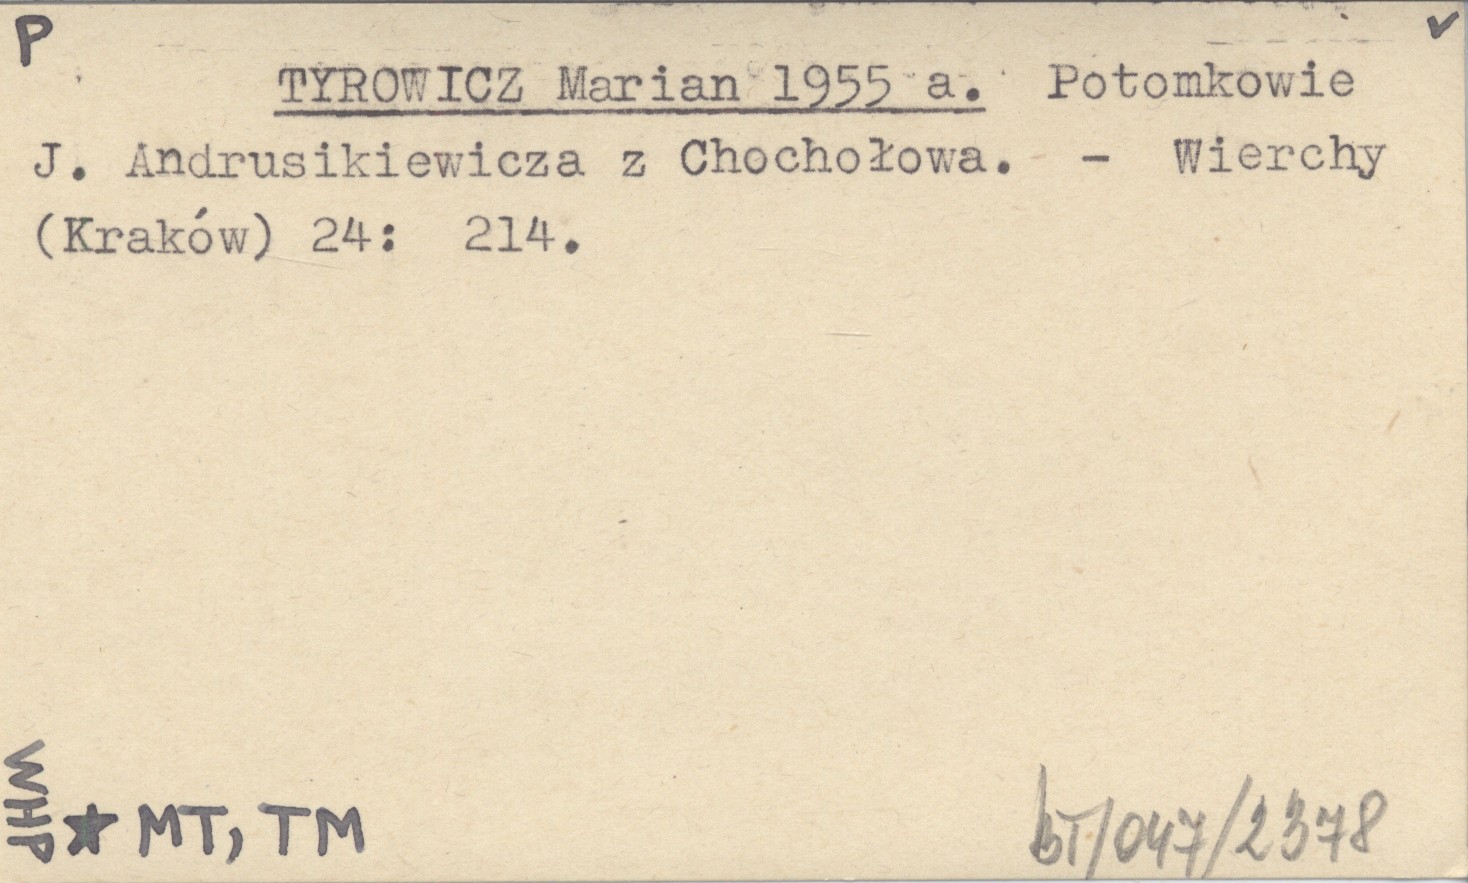 P
✓
TYROWICZ Marian 1955 a. Potomkowie
J. Andrusikiewicza z Chochołowa. - Wierchy
(Kraków) 24: 214.
WHP
★ MT, TM
bT/047/2378